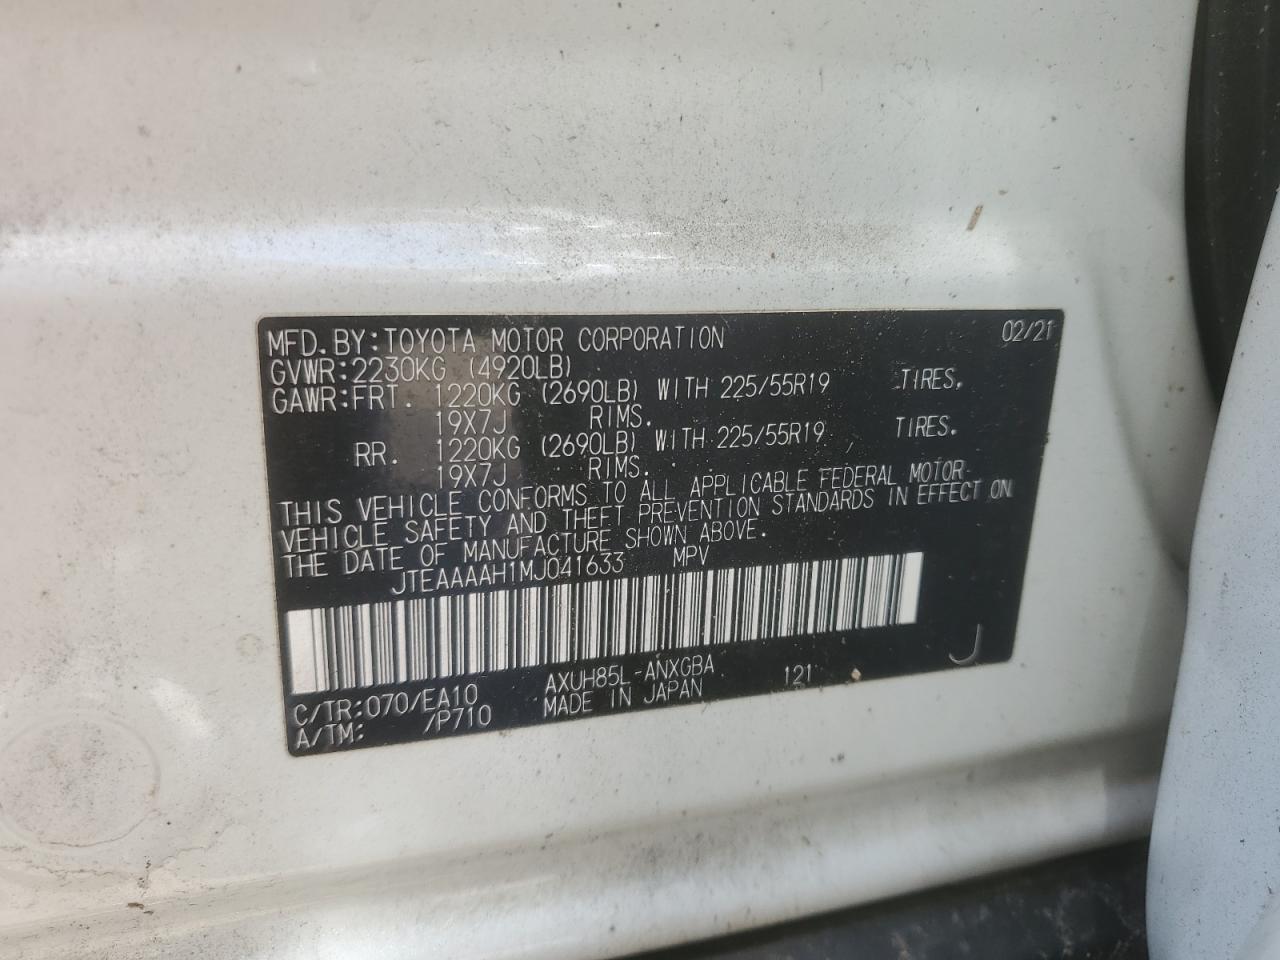 MFD. BY: TOYOTA MOTOR CORPORATION 02/21
GVWR: 2230KG (4920LB)
GAWR: FRT. 1220KG (2690LB) WITH 225/55R19 TIRES,
19X7J RIMS.
RR. 1220KG (2690LB) WITH 225/55R19 TIRES.
19X7J RIMS.
THIS VEHICLE CONFORMS TO ALL APPLICABLE FEDERAL MOTOR
VEHICLE SAFETY AND THEFT PREVENTION STANDARDS IN EFFECT ON
THE DATE OF MANUFACTURE SHOWN ABOVE.
JTEAAAAH1MJ041633 MPV
C/TR: 070/EA10 AXUH85L-ANXGBA 121 J
A/TM: /P710 MADE IN JAPAN